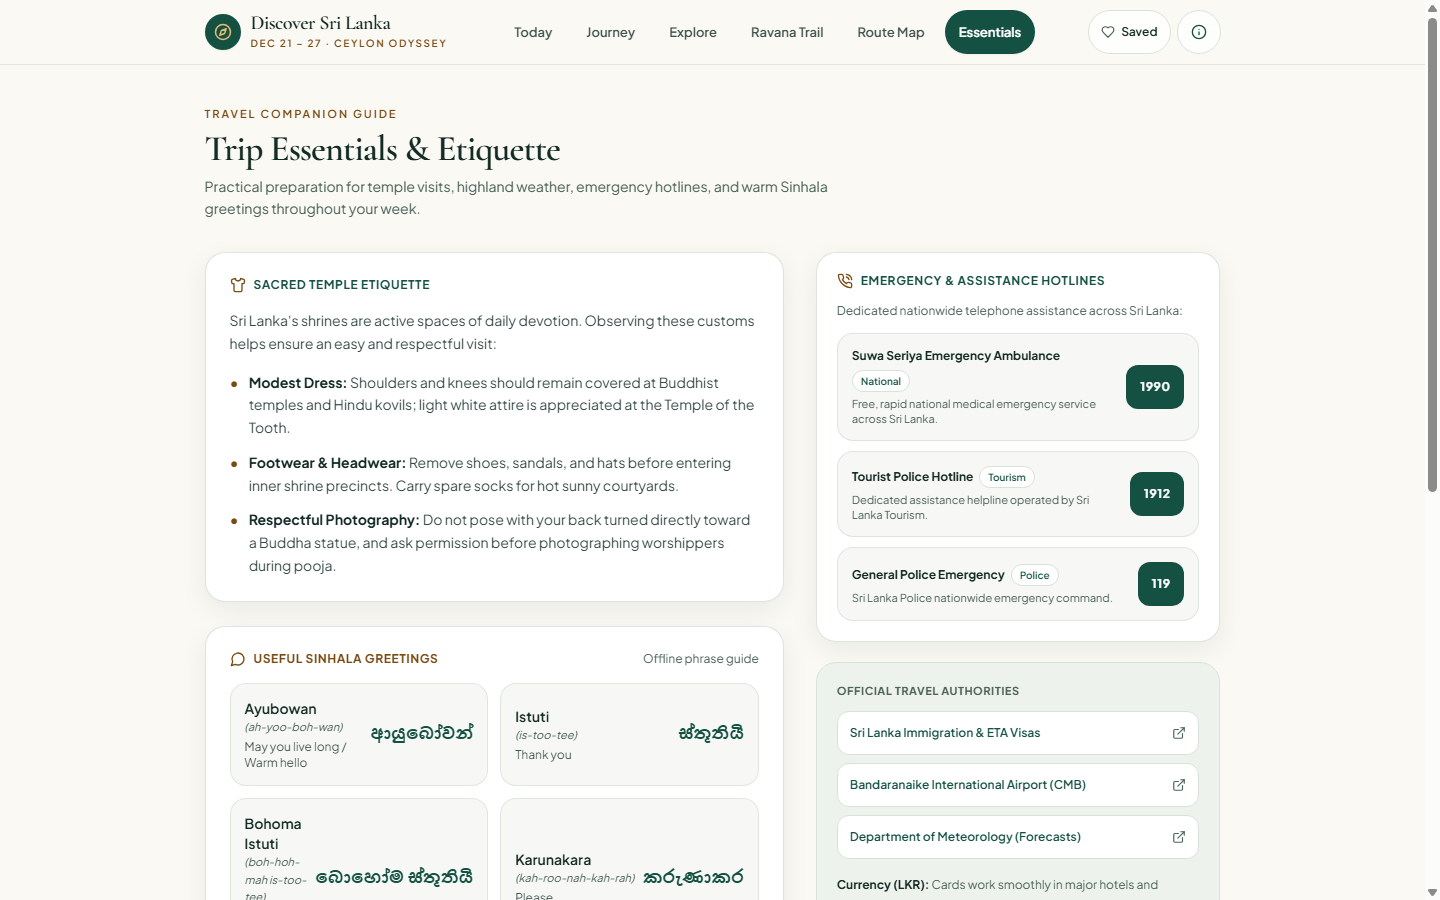 Discover Sri Lanka
DEC 21 – 27 · CEYLON ODYSSEY
Today
Journey
Explore
Ravana Trail
Route Map
Essentials
Saved
TRAVEL COMPANION GUIDE
Trip Essentials & Etiquette
Practical preparation for temple visits, highland weather, emergency hotlines, and warm Sinhala
greetings throughout your week.
SACRED TEMPLE ETIQUETTE
Sri Lanka's shrines are active spaces of daily devotion. Observing these customs
helps ensure an easy and respectful visit:
Modest Dress: Shoulders and knees should remain covered at Buddhist
temples and Hindu kovils; light white attire is appreciated at the Temple of the
Tooth.
Footwear & Headwear: Remove shoes, sandals, and hats before entering
inner shrine precincts. Carry spare socks for hot sunny courtyards.
Respectful Photography: Do not pose with your back turned directly toward
a Buddha statue, and ask permission before photographing worshippers
during pooja.
USEFUL SINHALA GREETINGS
Offline phrase guide
Ayubowan
(ah-yoo-boh-wan)
May you live long /
Warm hello
ආයුබෝවන්
Istuti
(is-too-tee)
Thank you
ස්තූතියි
Bohoma
Istuti
(boh-hoh-
mah is-too-
tee)
බොහෝම ස්තූතියි
Karunakara
(kah-roo-nah-kah-rah)
Please
කරුණාකර
EMERGENCY & ASSISTANCE HOTLINES
Dedicated nationwide telephone assistance across Sri Lanka:
Suwa Seriya Emergency Ambulance
National
Free, rapid national medical emergency service
across Sri Lanka.
1990
Tourist Police Hotline
Tourism
Dedicated assistance helpline operated by Sri
Lanka Tourism.
1912
General Police Emergency
Police
Sri Lanka Police nationwide emergency command.
119
OFFICIAL TRAVEL AUTHORITIES
Sri Lanka Immigration & ETA Visas
Bandaranaike International Airport (CMB)
Department of Meteorology (Forecasts)
Currency (LKR): Cards work smoothly in major hotels and